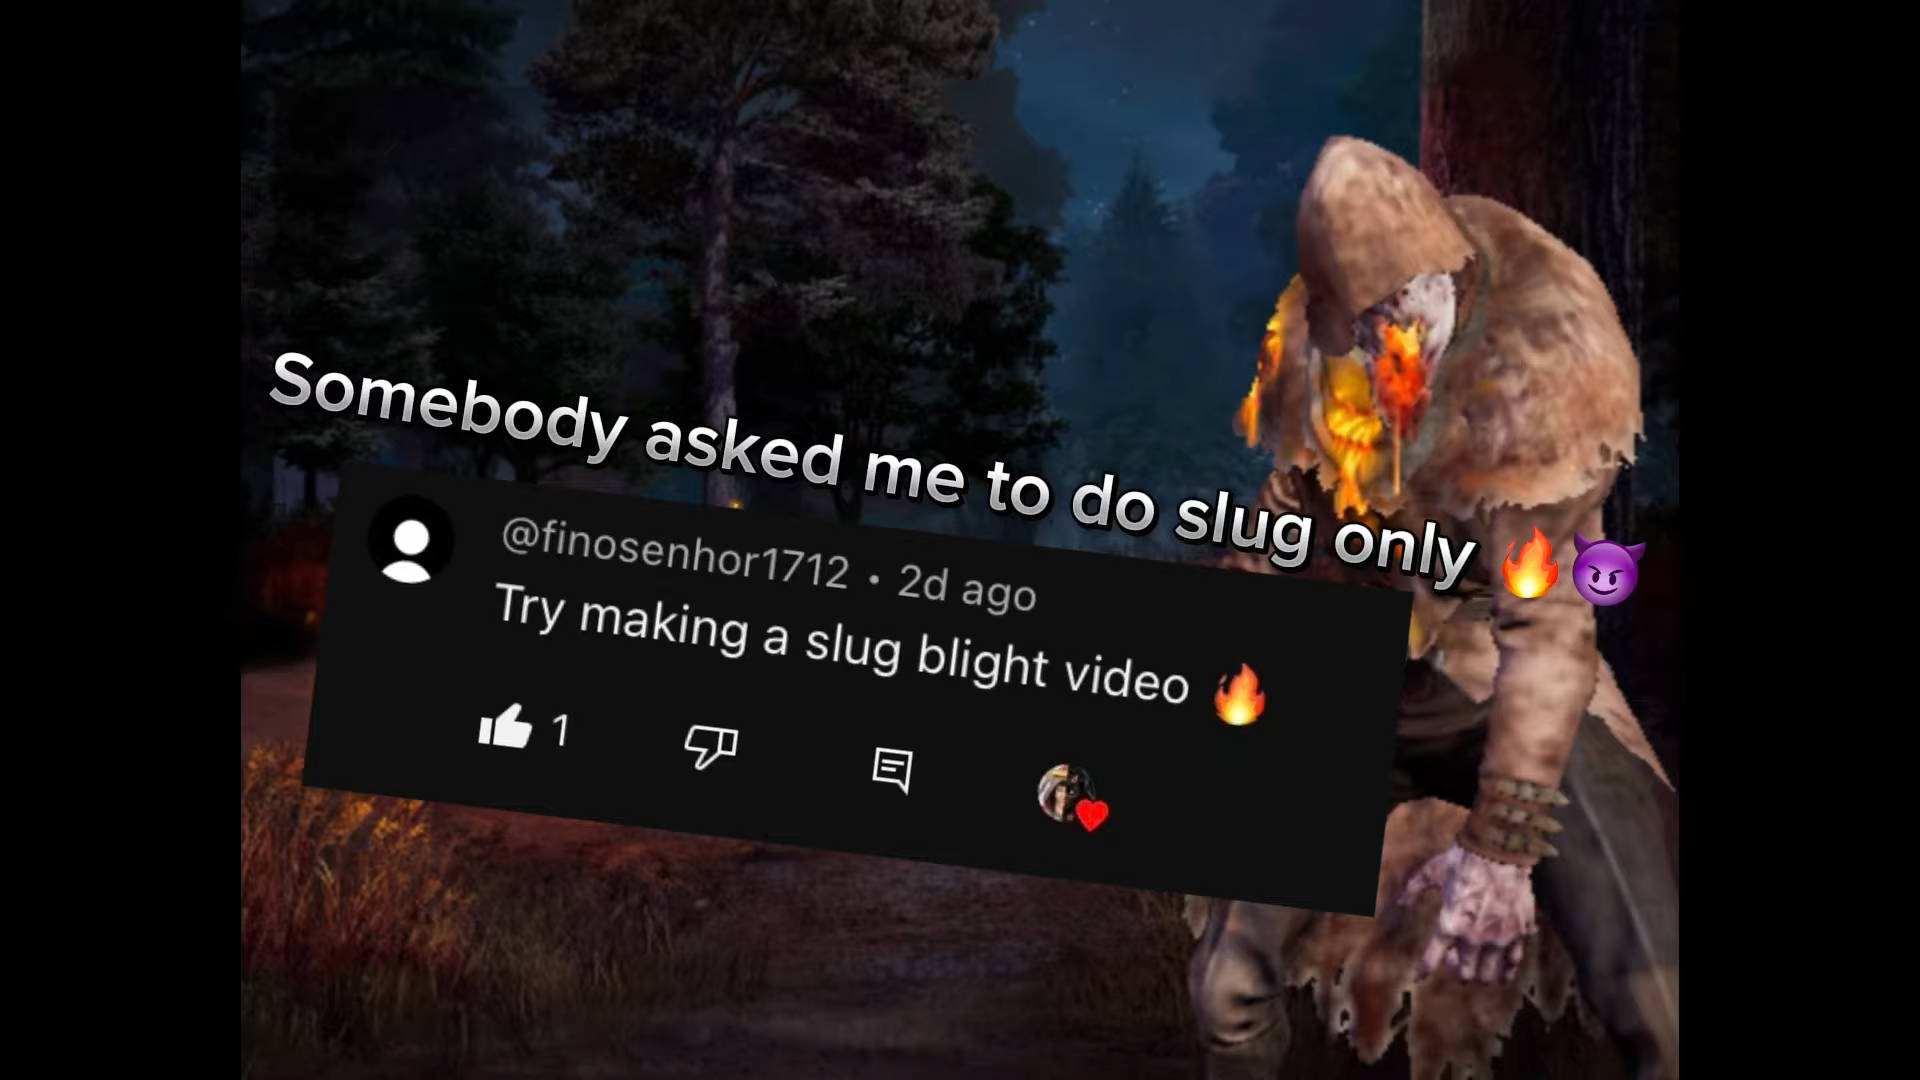 Somebody asked me to do slug only 🔥😈
@finosenhor1712 • 2d ago
Try making a slug blight video 🔥
1